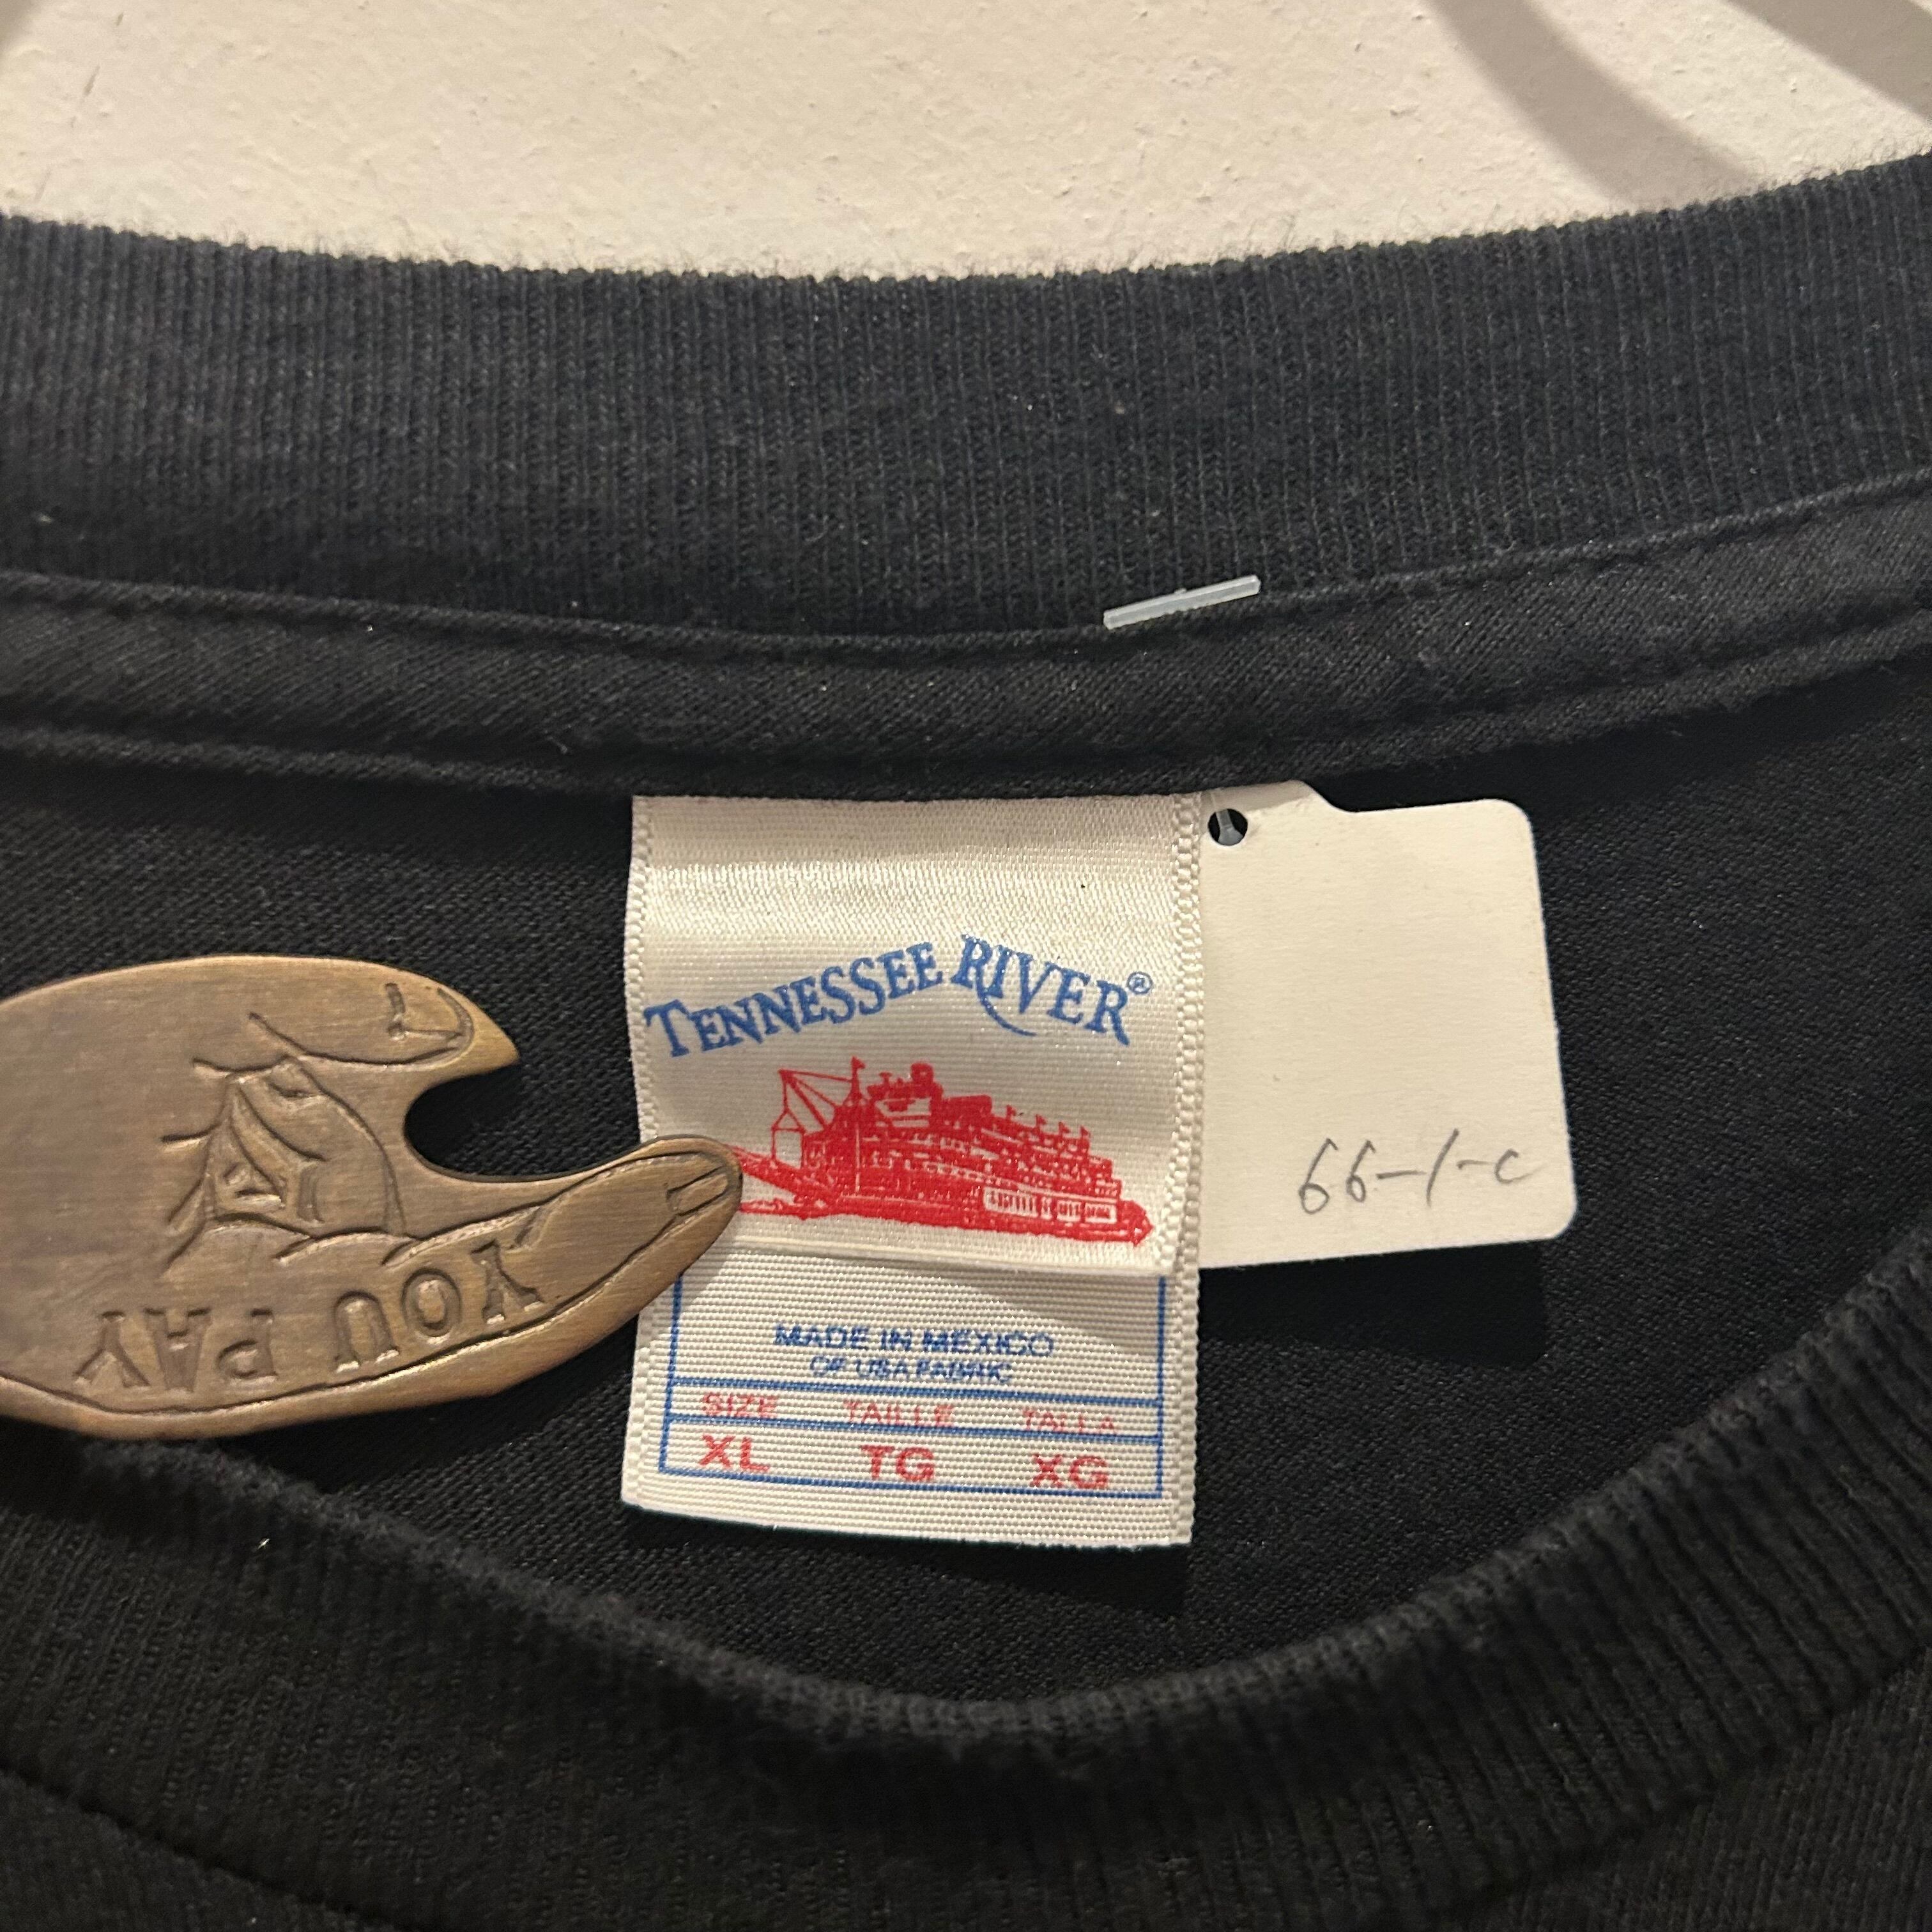 TENNESSEE RIVER®
66-1-C
YOU PAY
MADE IN MEXICO
OF USA FABRIC
SIZE TAILLE TALLA
XL TG XG